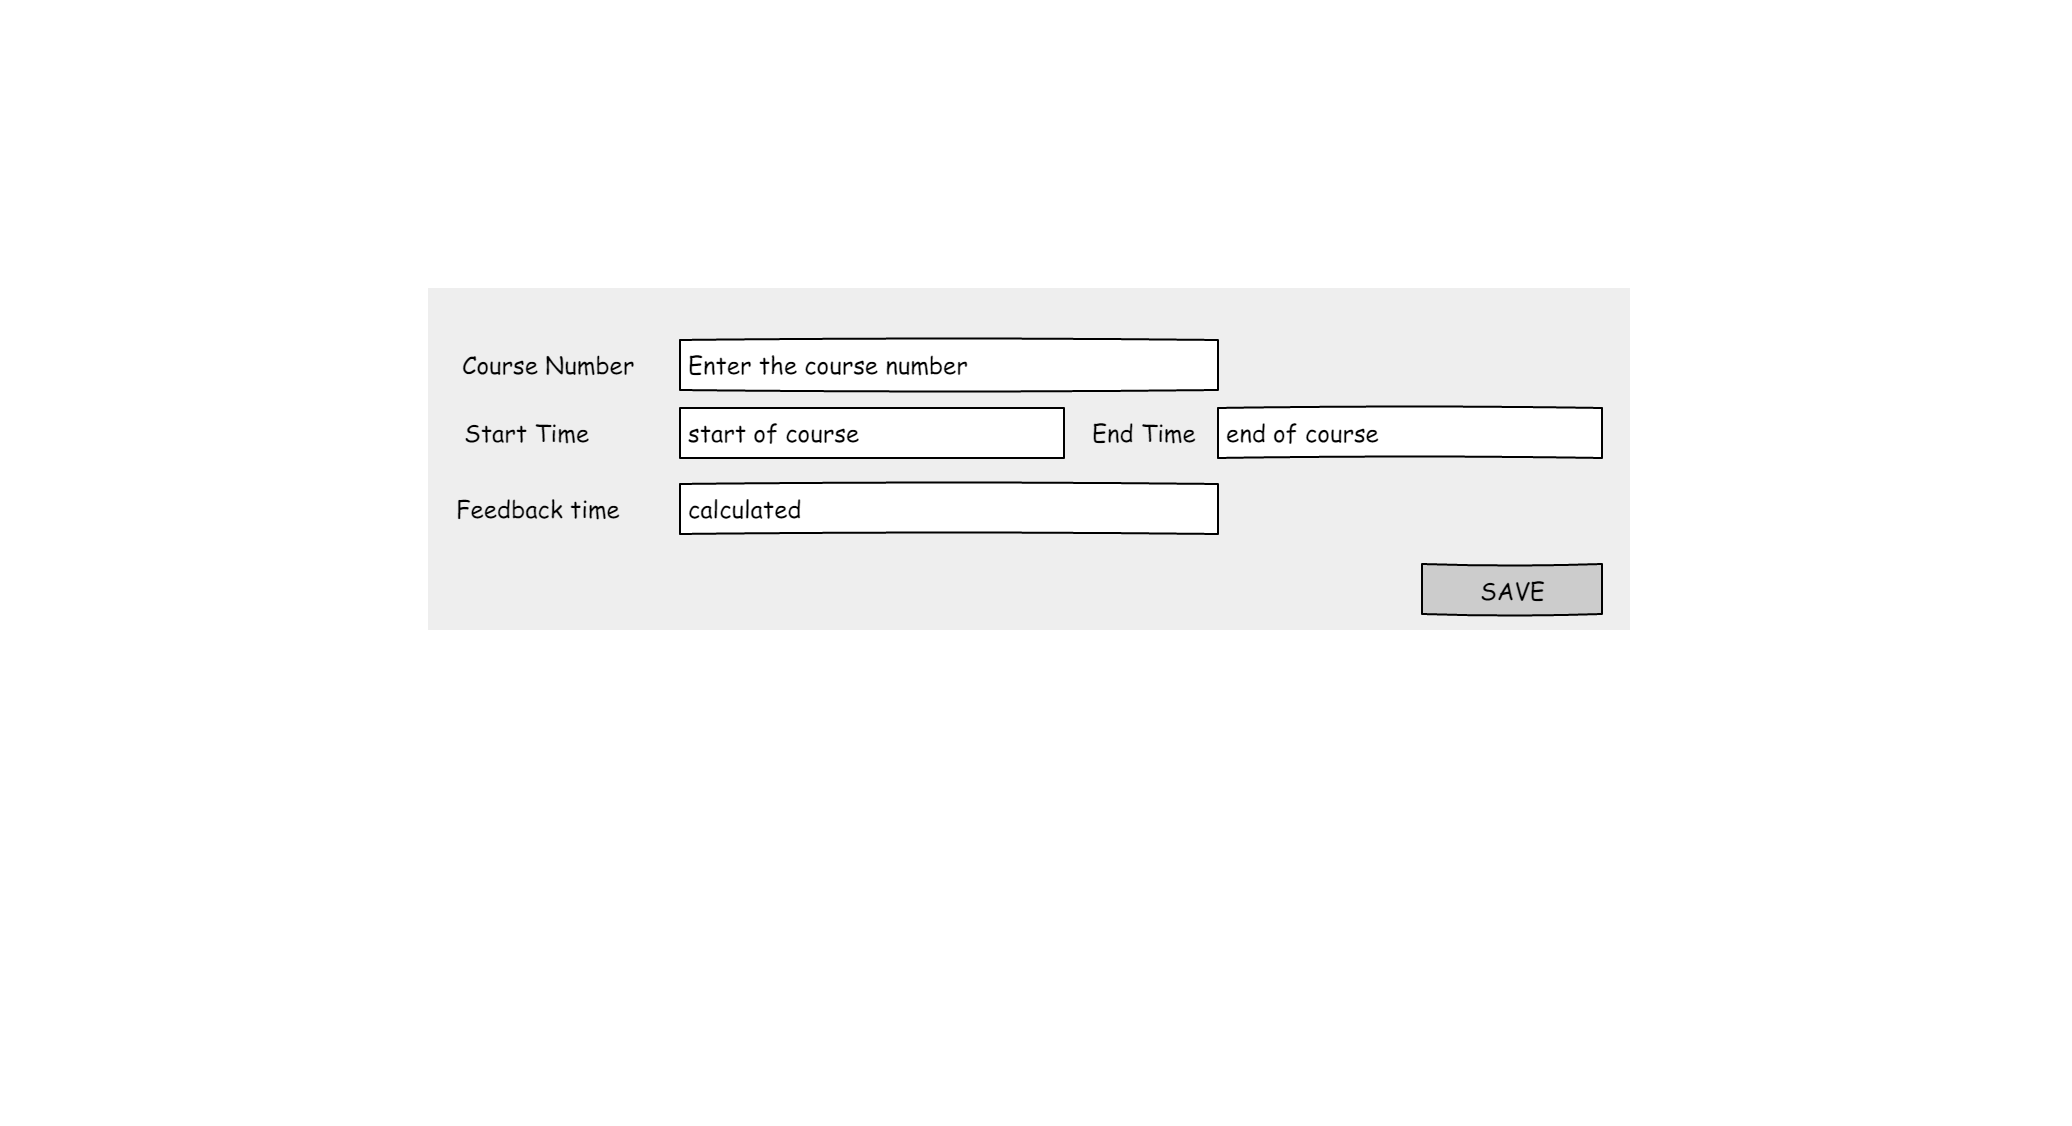 Course Number Enter the course number
Start Time start of course End Time end of course
Feedback time calculated
SAVE